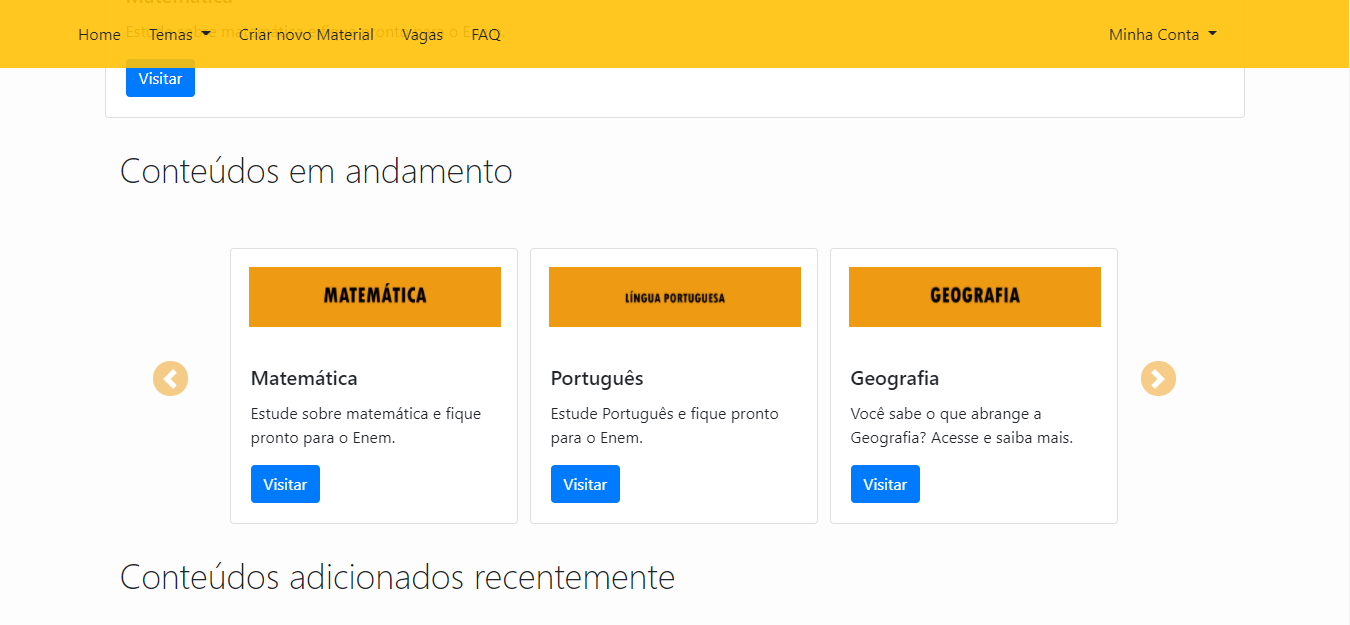 Matemática
Home Temas Criar novo Material Vagas FAQ Minha Conta
Visitar
Conteúdos em andamento
MATEMÁTICA
LÍNGUA PORTUGUESA
GEOGRAFIA
Matemática
Estude sobre matemática e fique
pronto para o Enem.
Visitar
Português
Estude Português e fique pronto
para o Enem.
Visitar
Geografia
Você sabe o que abrange a
Geografia? Acesse e saiba mais.
Visitar
Conteúdos adicionados recentemente